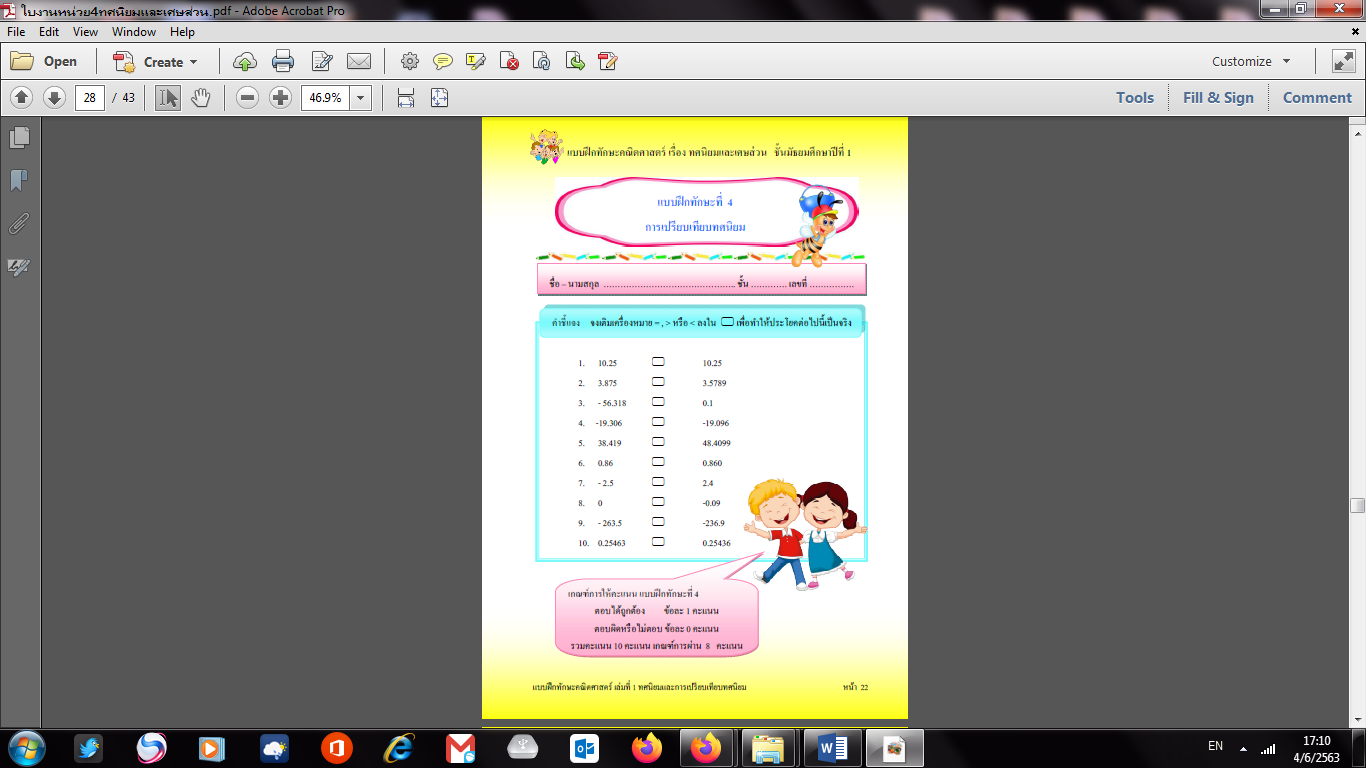 ใบงานหน่วย4ทศนิยมและเศษส่วน.pdf - Adobe Acrobat Pro
File Edit View Window Help
Open Create Customize
28 / 43 46.9% Tools Fill & Sign Comment
แบบฝึกทักษะคณิตศาสตร์ เรื่อง ทศนิยมและเศษส่วน ชั้นมัธยมศึกษาปีที่ 1
แบบฝึกทักษะที่ 4
การเปรียบเทียบทศนิยม
ชื่อ – นามสกุล ................................................ ชั้น ............. เลขที่ ................
คำชี้แจง จงเติมเครื่องหมาย = , > หรือ < ลงใน เพื่อทำให้ประโยคต่อไปนี้เป็นจริง
1. 10.25 10.25
2. 3.875 3.5789
3. - 56.318 0.1
4. -19.306 -19.096
5. 38.419 48.4099
6. 0.86 0.860
7. - 2.5 2.4
8. 0 -0.09
9. - 263.5 -236.9
10. 0.25463 0.25436
เกณฑ์การให้คะแนน แบบฝึกทักษะที่ 4
ตอบได้ถูกต้อง ข้อละ 1 คะแนน
ตอบผิดหรือไม่ตอบ ข้อละ 0 คะแนน
รวมคะแนน 10 คะแนน เกณฑ์การผ่าน 8 คะแนน
แบบฝึกทักษะคณิตศาสตร์ เล่มที่ 1 ทศนิยมและการเปรียบเทียบทศนิยม หน้า 22
EN 17:10
4/6/2563